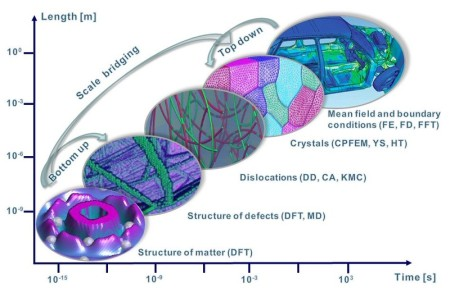 Length [m]
10⁰
10⁻³
10⁻⁶
10⁻⁹
Scale bridging
Top down
Bottom up
Mean field and boundary
conditions (FE, FD, FFT)
Crystals (CPFEM, YS, HT)
Dislocations (DD, CA, KMC)
Structure of defects (DFT, MD)
Structure of matter (DFT)
10⁻¹⁵
10⁻⁹
10⁻³
10³
Time [s]